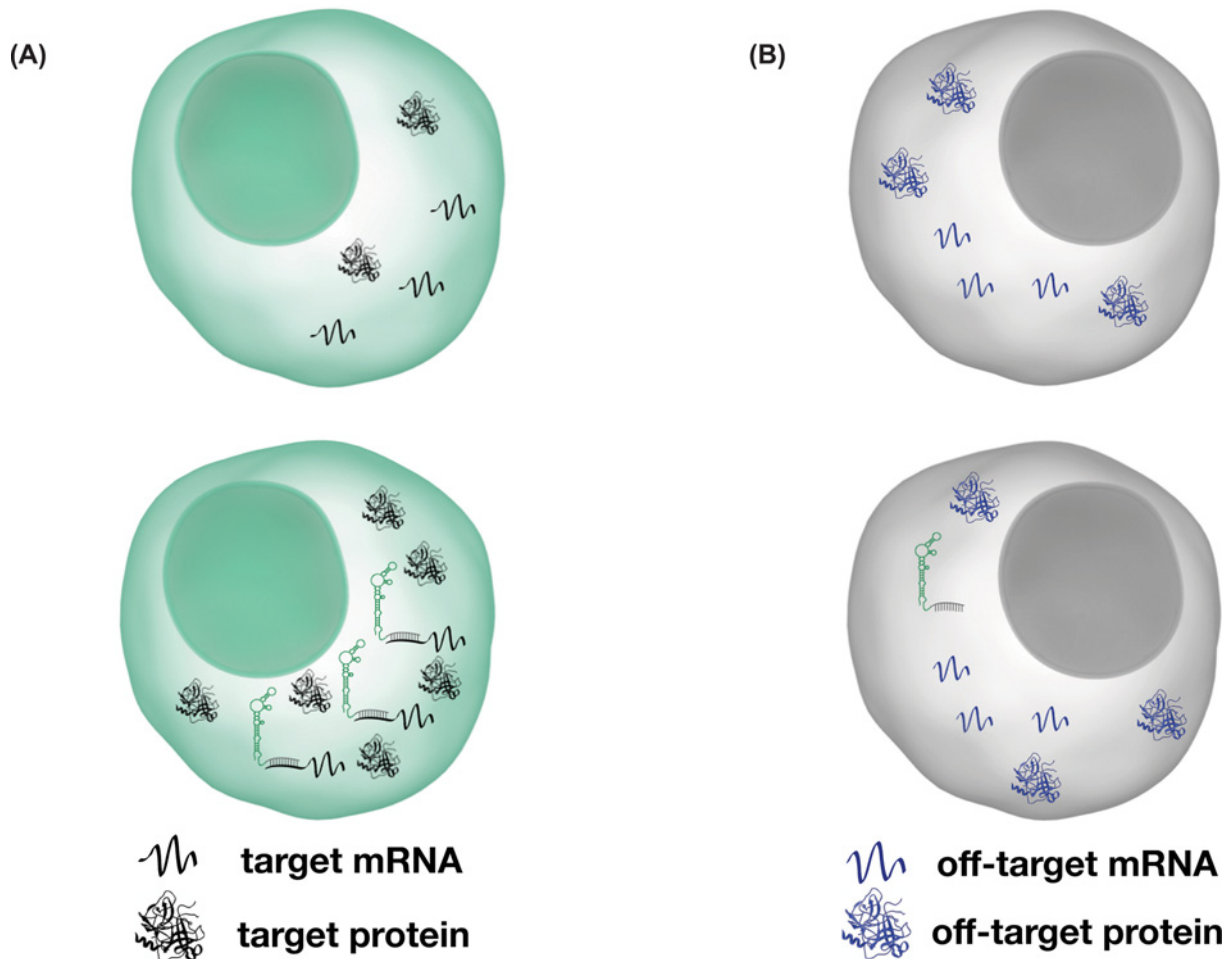 (A)
(B)
target mRNA
target protein
off-target mRNA
off-target protein